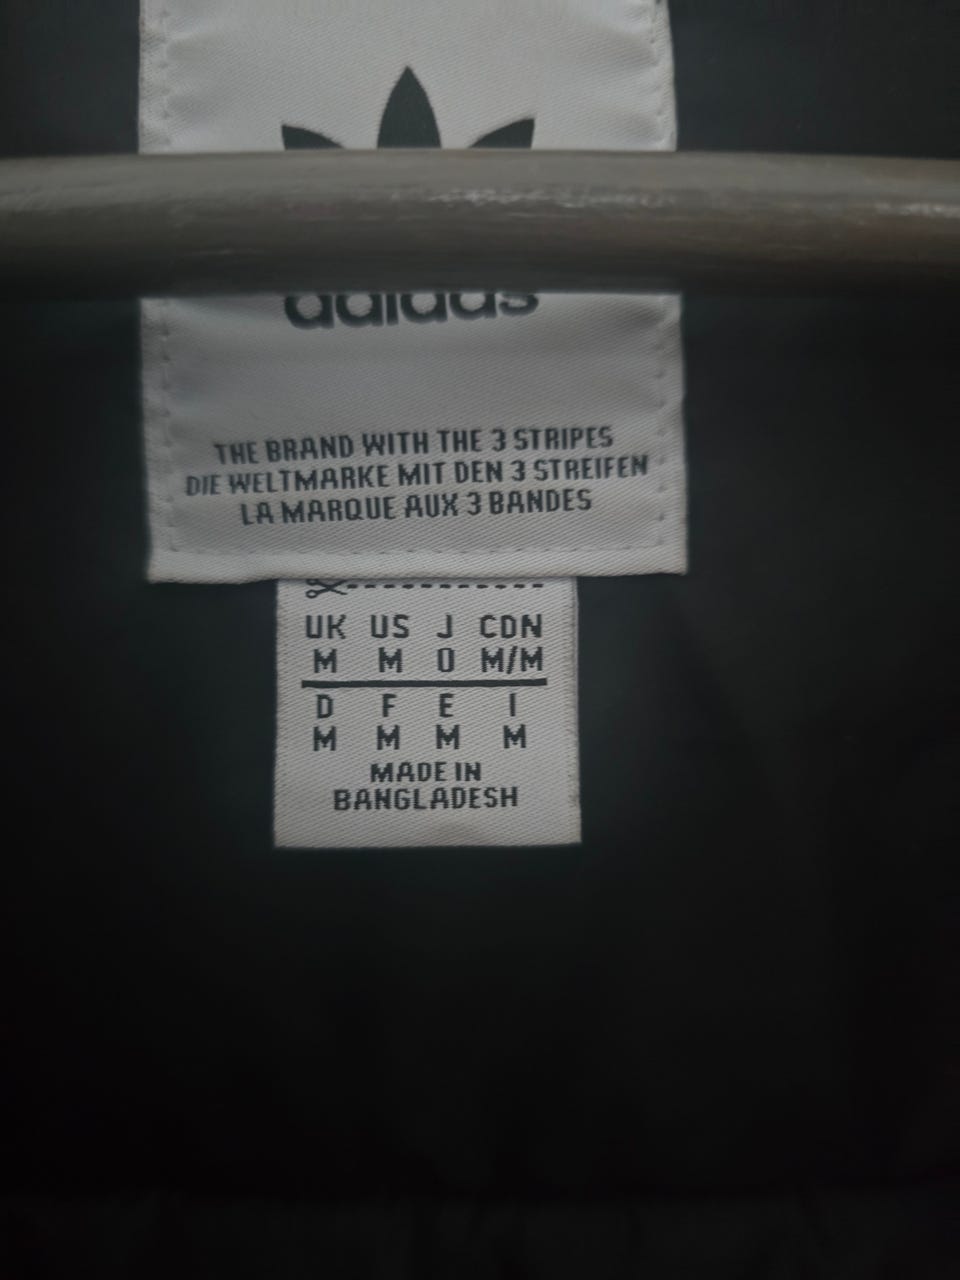 adidas
THE BRAND WITH THE 3 STRIPES
DIE WELTMARKE MIT DEN 3 STREIFEN
LA MARQUE AUX 3 BANDES
UK US J CDN
M M O M/M
D F E I
M M M M
MADE IN
BANGLADESH